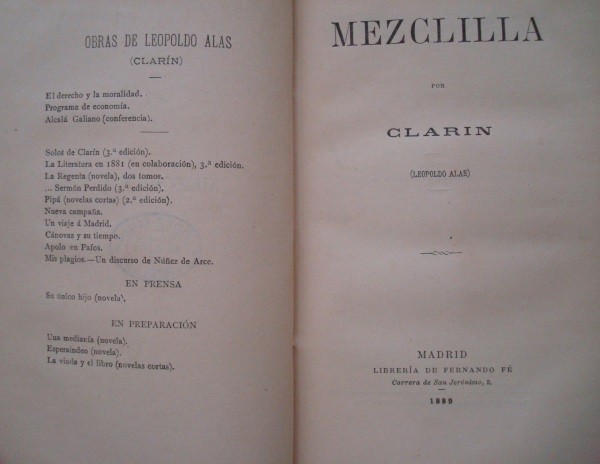 OBRAS DE LEOPOLDO ALAS
(CLARÍN)
El derecho y la moralidad.
Programa de economía.
Alcalá Galiano (conferencia).
Solos de Clarín (3.ª edición).
La Literatura en 1881 (en colaboración), 3.ª edición.
La Regenta (novela), dos tomos.
... Sermón Perdido (3.ª edición).
Pipá (novelas cortas) (2.ª edición).
Nueva campaña.
Un viaje á Madrid.
Cánovas y su tiempo.
Apolo en Pafos.
Mis plagios.—Un discurso de Núñez de Arce.
EN PRENSA
Su único hijo (novela).
EN PREPARACIÓN
Una medianía (novela).
Esperaindeo (novela).
La viuda y el libro (novelas cortas).
MEZCLILLA
POR
CLARIN
(LEOPOLDO ALAS)
MADRID
LIBRERÍA DE FERNANDO FÉ
Carrera de San Jerónimo, 2.
1889